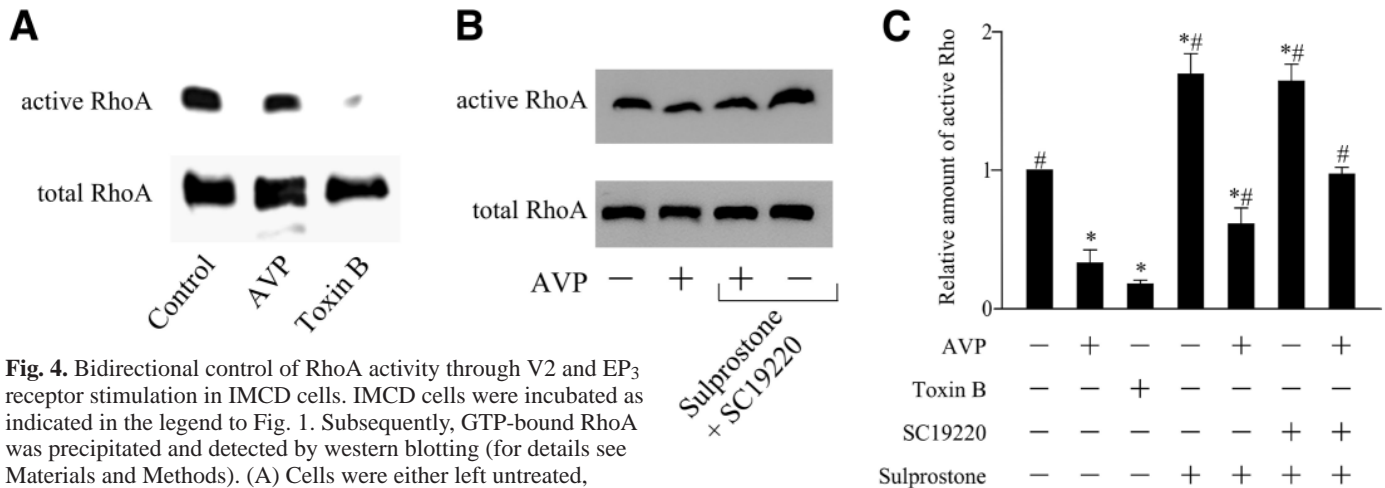 A
active RhoA
total RhoA
Control
AVP
Toxin B
B
active RhoA
total RhoA
AVP − + + −
Sulprostone
+ SC19220
C
Relative amount of active Rho
2
1
0
# * * *# *# *# #
AVP − + − − + − +
Toxin B − − + − − − −
SC19220 − − − − − + +
Sulprostone − − − + + + +
Fig. 4. Bidirectional control of RhoA activity through V2 and EP3
receptor stimulation in IMCD cells. IMCD cells were incubated as
indicated in the legend to Fig. 1. Subsequently, GTP-bound RhoA
was precipitated and detected by western blotting (for details see
Materials and Methods). (A) Cells were either left untreated,